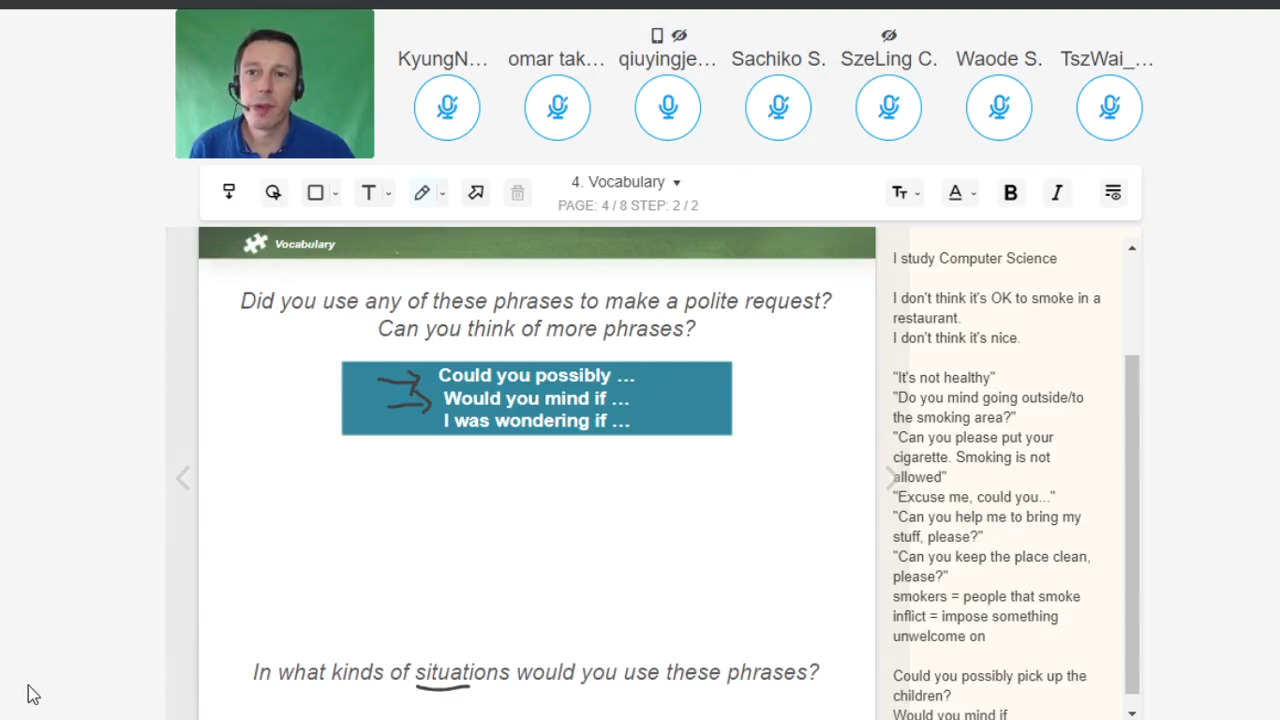 KyungN...
omar tak...
qiuyingje...
Sachiko S.
SzeLing C.
Waode S.
TszWai_...
4. Vocabulary
PAGE: 4 / 8 STEP: 2 / 2
Vocabulary
Did you use any of these phrases to make a polite request?
Can you think of more phrases?
Could you possibly ...
Would you mind if ...
I was wondering if ...
In what kinds of situations would you use these phrases?
I study Computer Science
I don't think it's OK to smoke in a
restaurant.
I don't think it's nice.
"It's not healthy"
"Do you mind going outside/to
the smoking area?"
"Can you please put your
cigarette. Smoking is not
allowed"
"Excuse me, could you..."
"Can you help me to bring my
stuff, please?"
"Can you keep the place clean,
please?"
smokers = people that smoke
inflict = impose something
unwelcome on
Could you possibly pick up the
children?
Would you mind if